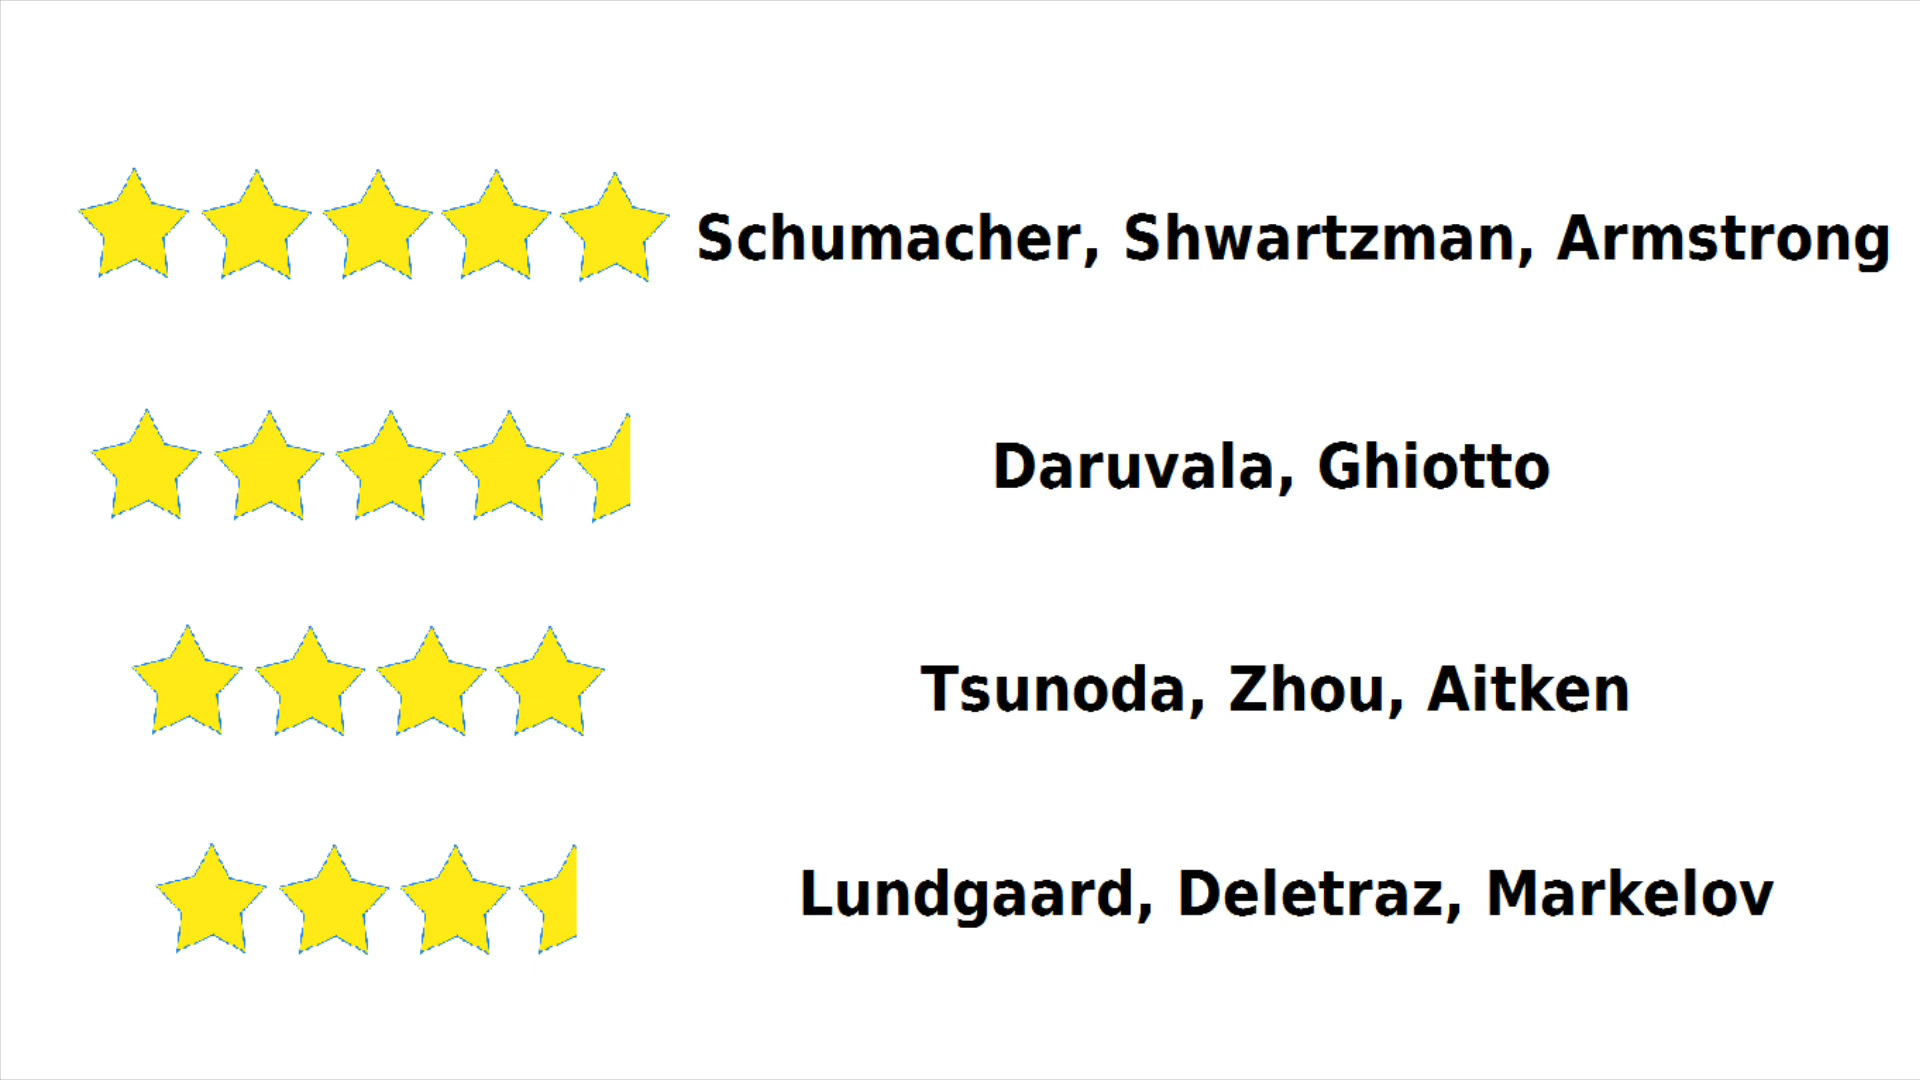 Schumacher, Shwartzman, Armstrong
Daruvala, Ghiotto
Tsunoda, Zhou, Aitken
Lundgaard, Deletraz, Markelov